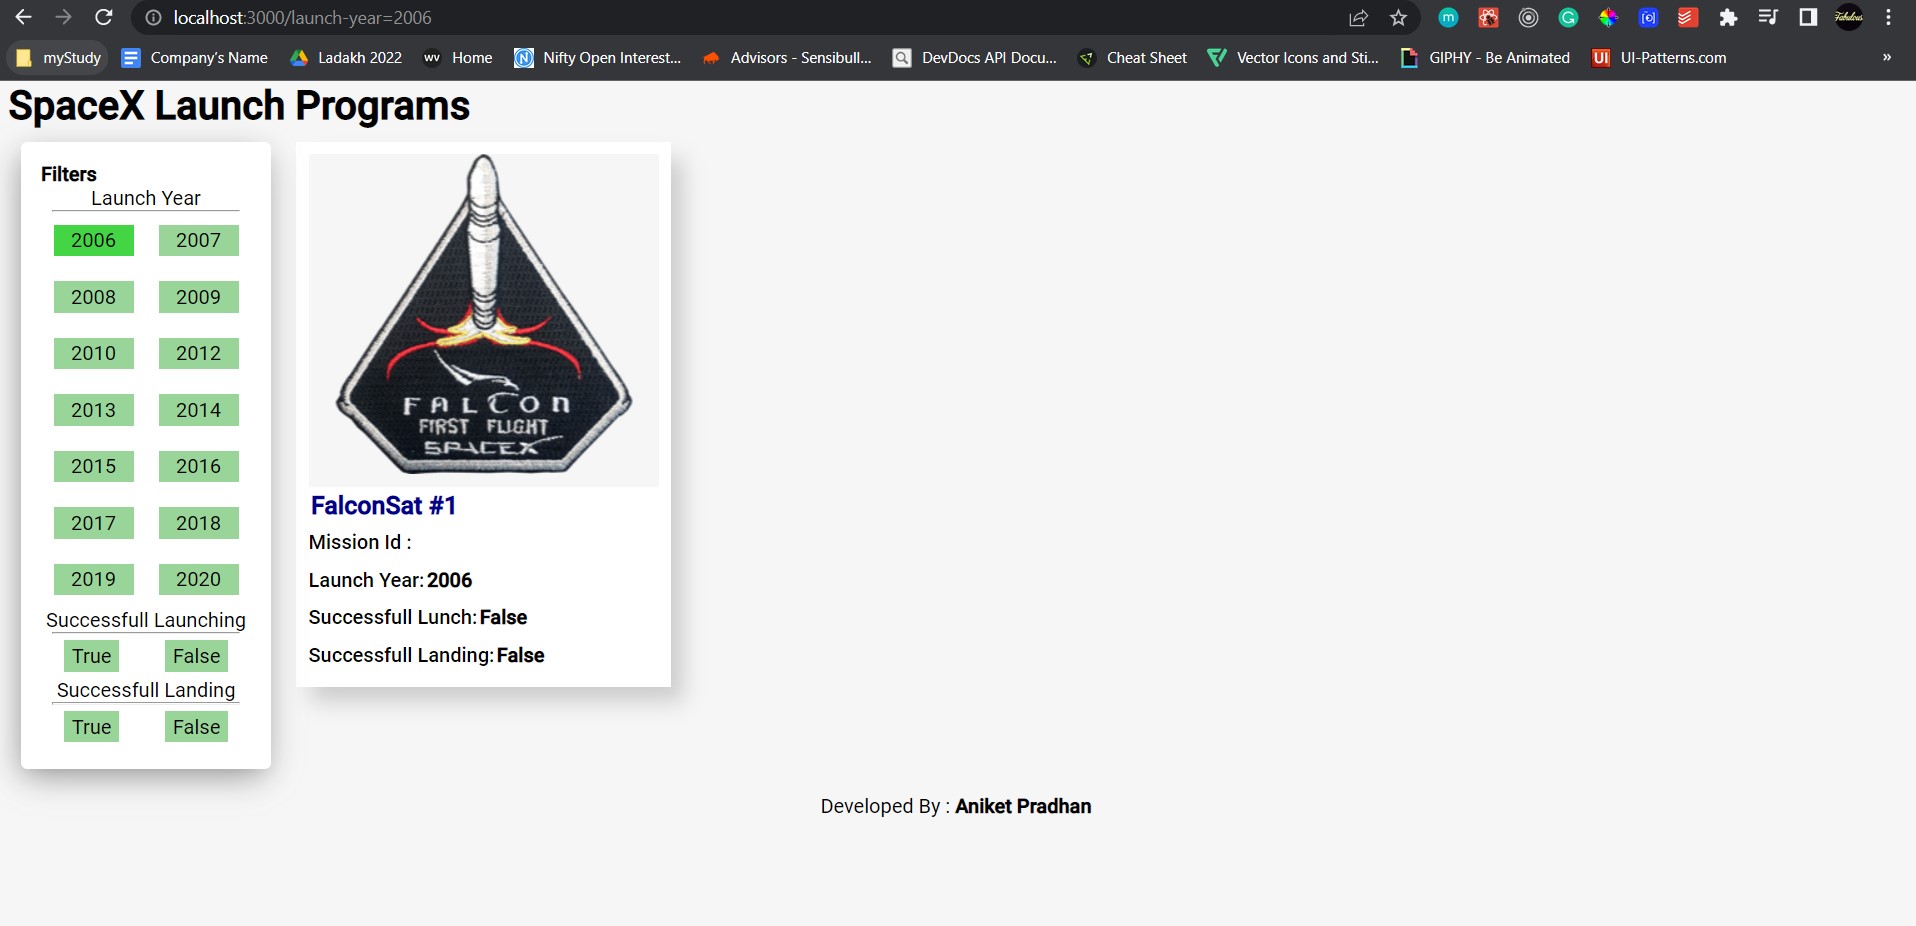 localhost:3000/launch-year=2006
myStudy Company's Name Ladakh 2022 WV Home Nifty Open Interest... Advisors - Sensibull... DevDocs API Docu... Cheat Sheet Vector Icons and Sti... GIPHY - Be Animated UI UI-Patterns.com »
SpaceX Launch Programs
Filters
Launch Year
2006 2007
2008 2009
2010 2012
2013 2014
2015 2016
2017 2018
2019 2020
Successfull Launching
True False
Successfull Landing
True False
FALCON
FIRST FLIGHT
SPACEX
FalconSat #1
Mission Id :
Launch Year: 2006
Successfull Lunch: False
Successfull Landing: False
Developed By : Aniket Pradhan